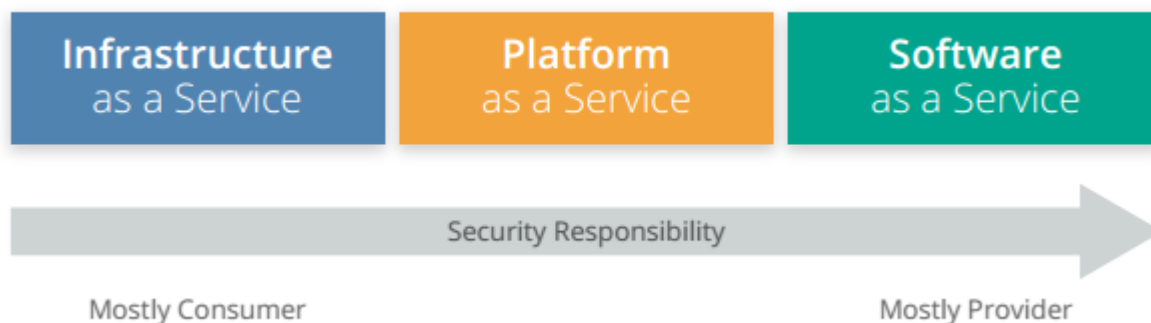 Infrastructure
as a Service
Platform
as a Service
Software
as a Service
Security Responsibility
Mostly Consumer
Mostly Provider